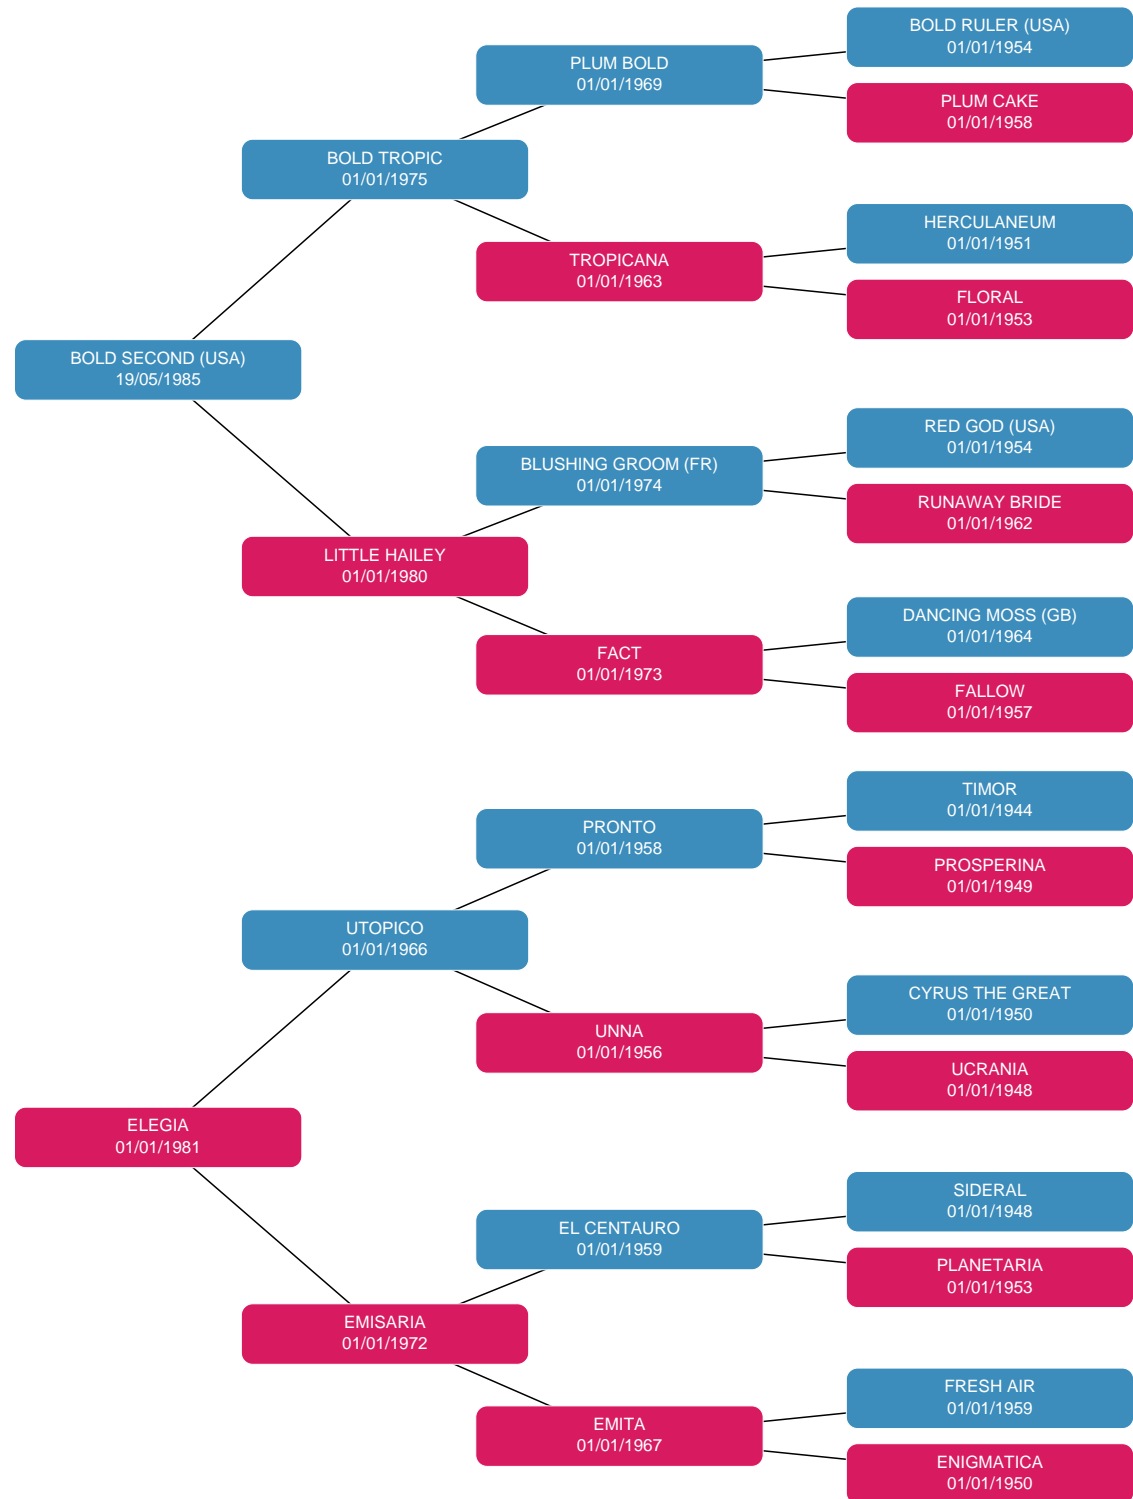 BOLD RULER (USA)
01/01/1954
PLUM BOLD
01/01/1969
PLUM CAKE
01/01/1958
BOLD TROPIC
01/01/1975
HERCULANEUM
01/01/1951
TROPICANA
01/01/1963
FLORAL
01/01/1953
BOLD SECOND (USA)
19/05/1985
RED GOD (USA)
01/01/1954
BLUSHING GROOM (FR)
01/01/1974
RUNAWAY BRIDE
01/01/1962
LITTLE HAILEY
01/01/1980
DANCING MOSS (GB)
01/01/1964
FACT
01/01/1973
FALLOW
01/01/1957
TIMOR
01/01/1944
PRONTO
01/01/1958
PROSPERINA
01/01/1949
UTOPICO
01/01/1966
CYRUS THE GREAT
01/01/1950
UNNA
01/01/1956
UCRANIA
01/01/1948
ELEGIA
01/01/1981
SIDERAL
01/01/1948
EL CENTAURO
01/01/1959
PLANETARIA
01/01/1953
EMISARIA
01/01/1972
FRESH AIR
01/01/1959
EMITA
01/01/1967
ENIGMATICA
01/01/1950